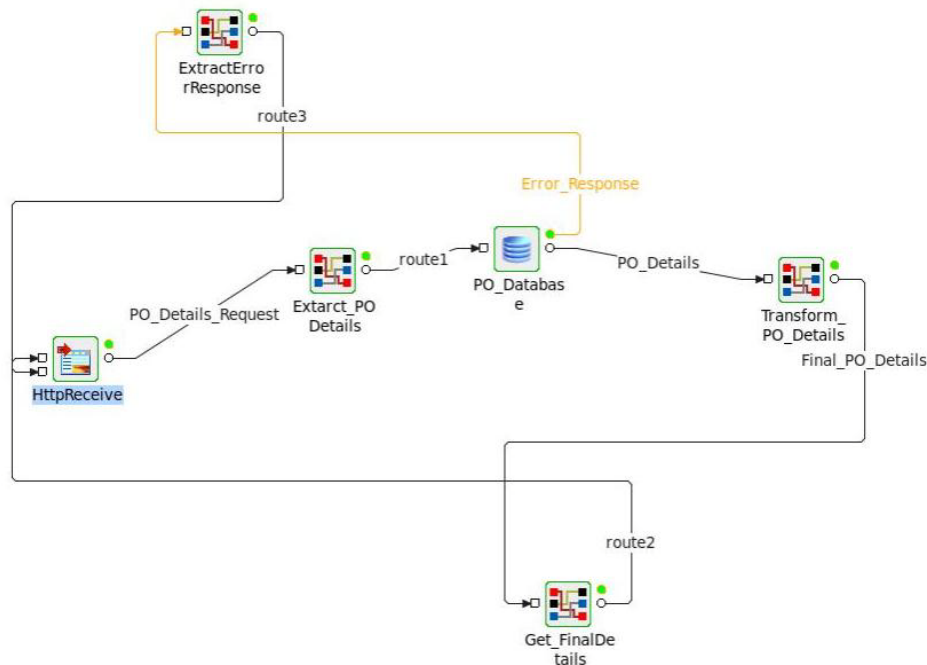 ExtractErro
rResponse
route3
Error_Response
route1
PO_Details
PO_Databas
e
Extarct_PO
Details
PO_Details_Request
Transform_
PO_Details
Final_PO_Details
HttpReceive
route2
Get_FinalDe
tails